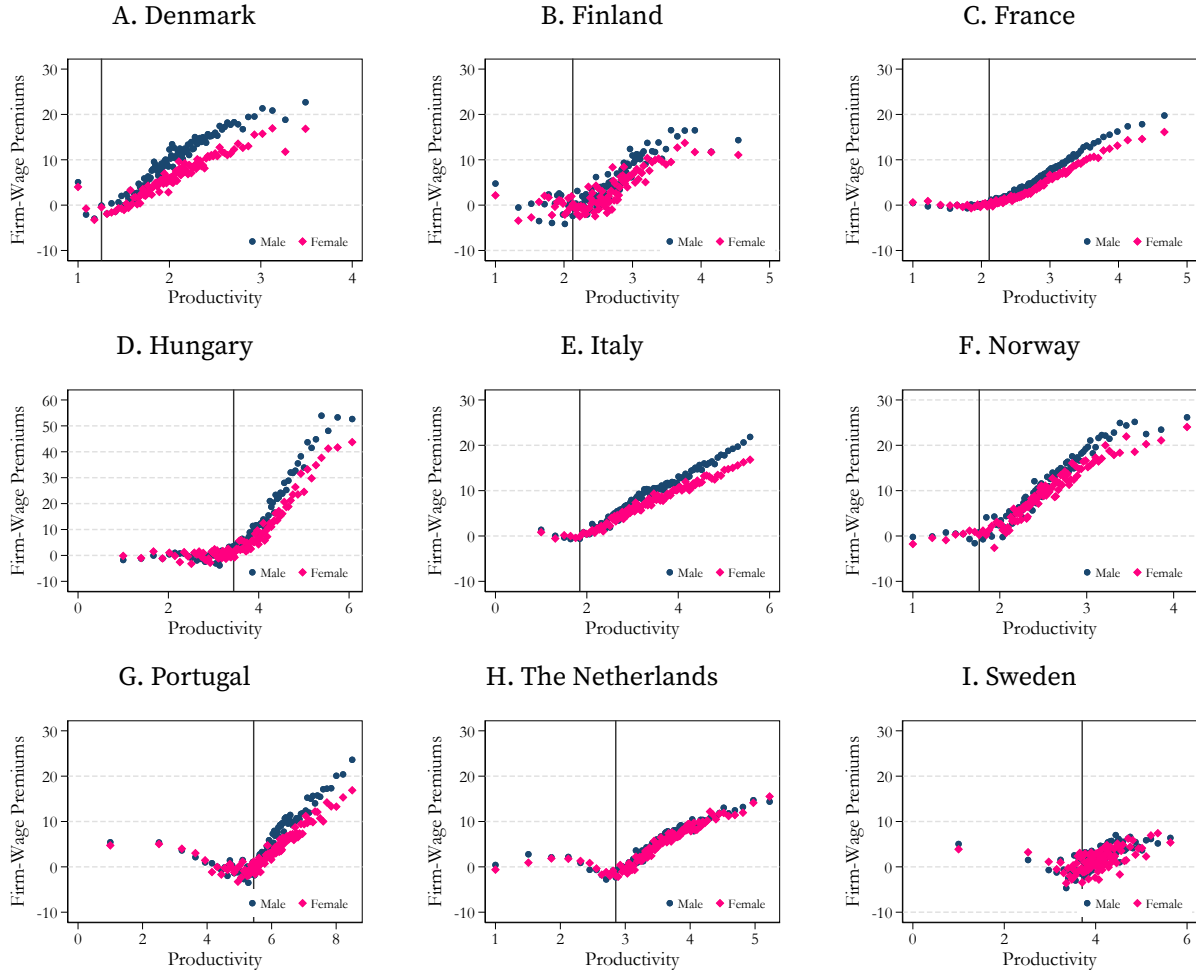 A. Denmark
B. Finland
C. France
Firm-Wage Premiums
30
20
10
0
-10
Male
Female
1
2
3
4
Productivity
Firm-Wage Premiums
30
20
10
0
-10
Male
Female
1
2
3
4
5
Productivity
Firm-Wage Premiums
30
20
10
0
-10
Male
Female
1
2
3
4
5
Productivity
D. Hungary
E. Italy
F. Norway
Firm-Wage Premiums
60
50
40
30
20
10
0
-10
Male
Female
0
2
4
6
Productivity
Firm-Wage Premiums
30
20
10
0
-10
Male
Female
0
2
4
6
Productivity
Firm-Wage Premiums
30
20
10
0
-10
Male
Female
1
2
3
4
Productivity
G. Portugal
H. The Netherlands
I. Sweden
Firm-Wage Premiums
30
20
10
0
-10
Male
Female
0
2
4
6
8
Productivity
Firm-Wage Premiums
30
20
10
0
-10
Male
Female
1
2
3
4
5
Productivity
Firm-Wage Premiums
30
20
10
0
-10
Male
Female
0
2
4
6
Productivity